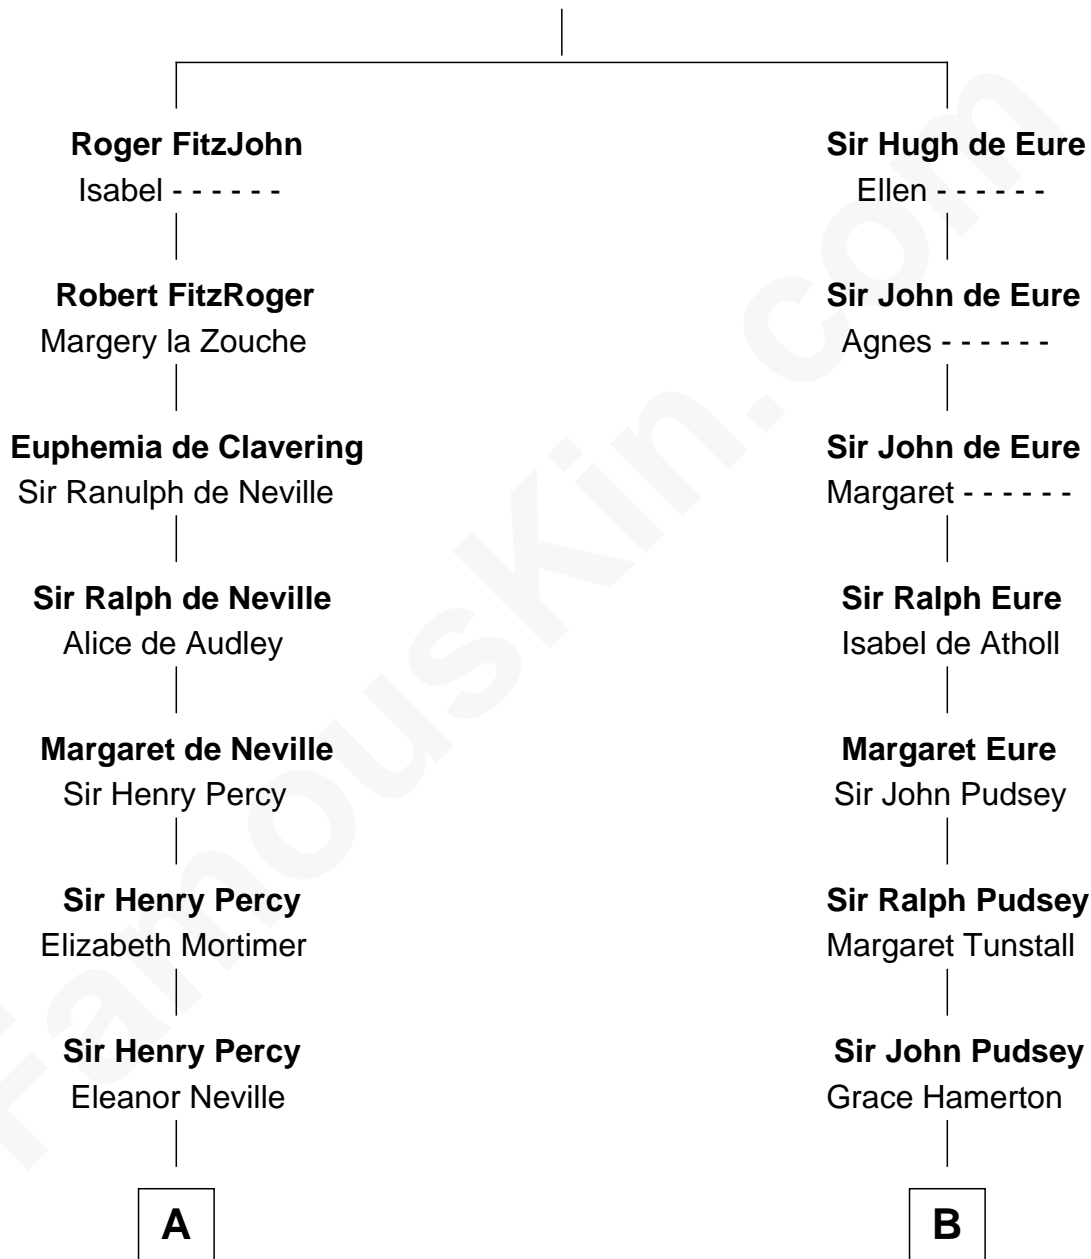 Roger FitzJohn
Isabel - - - - - -
Robert FitzRoger
Margery la Zouche
Euphemia de Clavering
Sir Ranulph de Neville
Sir Ralph de Neville
Alice de Audley
Margaret de Neville
Sir Henry Percy
Sir Henry Percy
Elizabeth Mortimer
Sir Henry Percy
Eleanor Neville
A
Sir Hugh de Eure
Ellen - - - - - -
Sir John de Eure
Agnes - - - - - -
Sir John de Eure
Margaret - - - - - -
Sir Ralph Eure
Isabel de Atholl
Margaret Eure
Sir John Pudsey
Sir Ralph Pudsey
Margaret Tunstall
Sir John Pudsey
Grace Hamerton
B
FamousKin.com